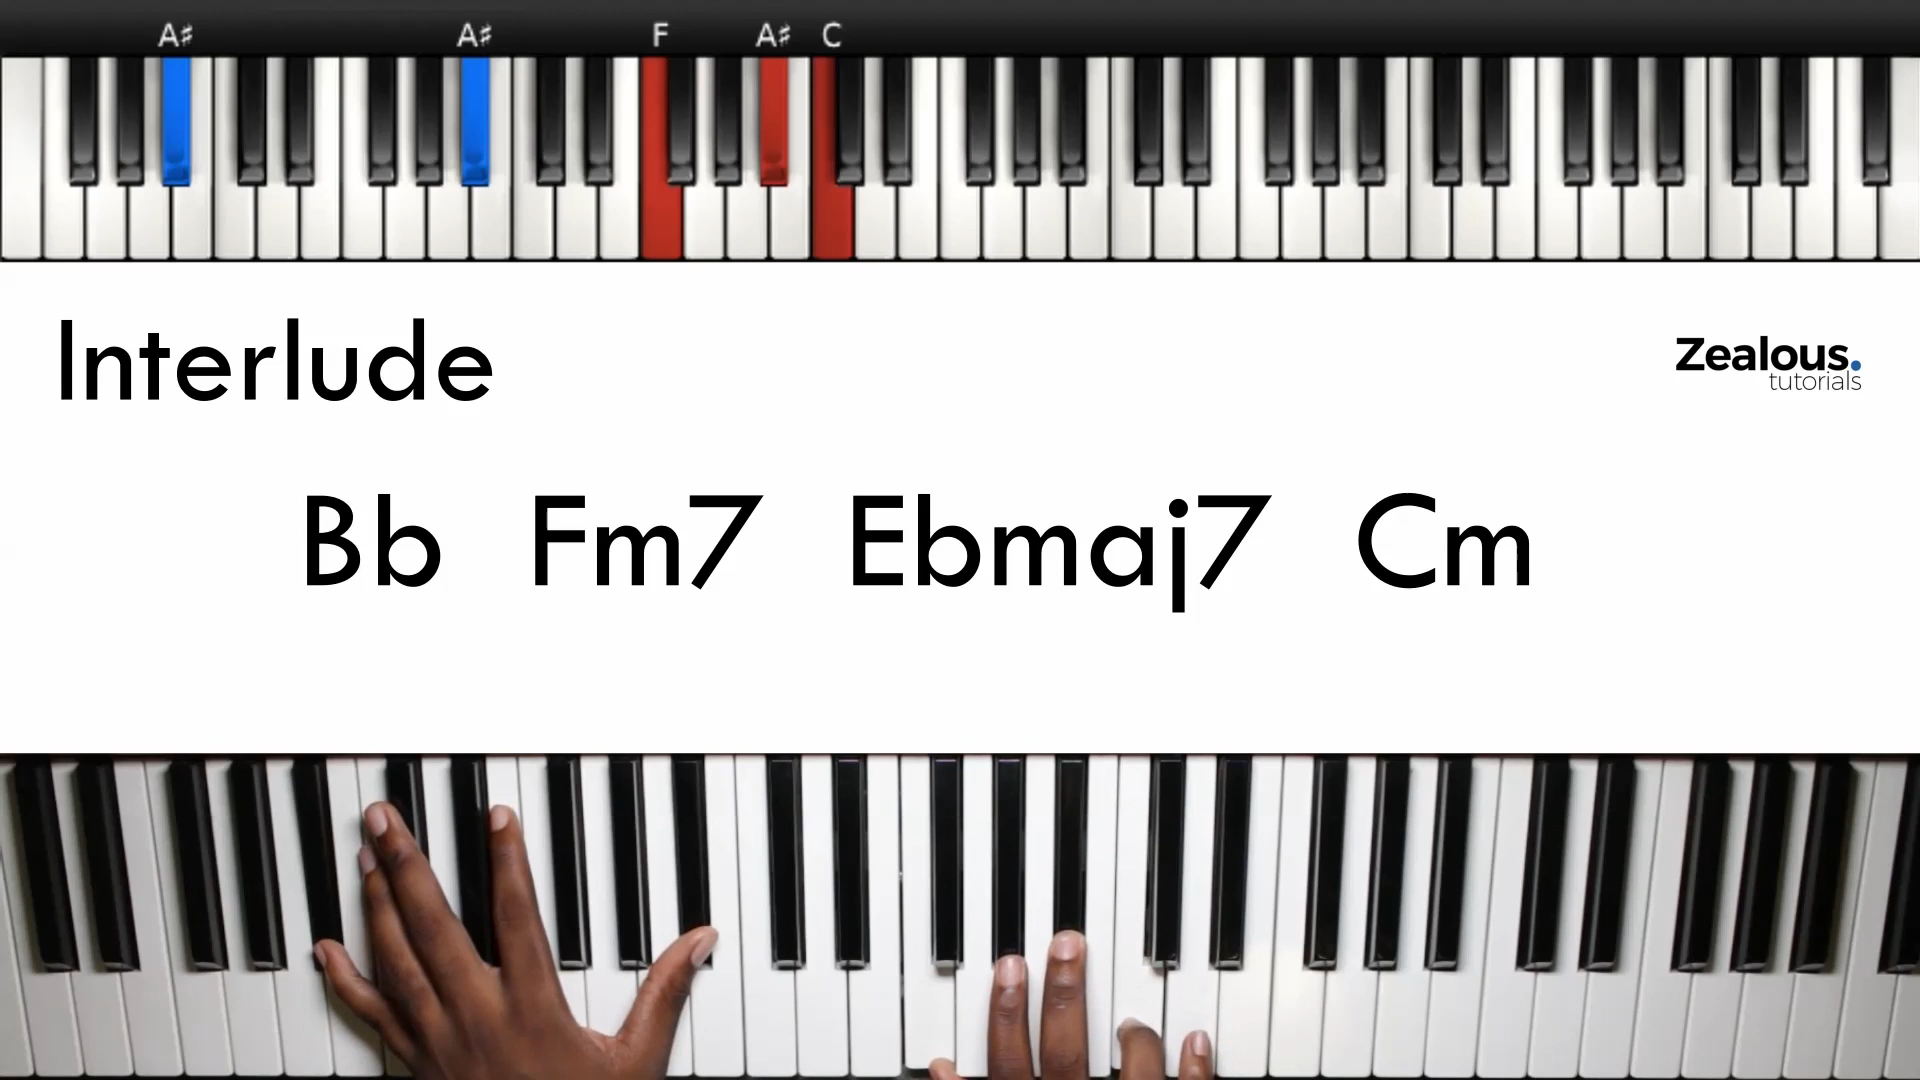 A♯ A♯ F A♯ C
Interlude
Zealous.
tutorials
Bb Fm7 Ebmaj7 Cm